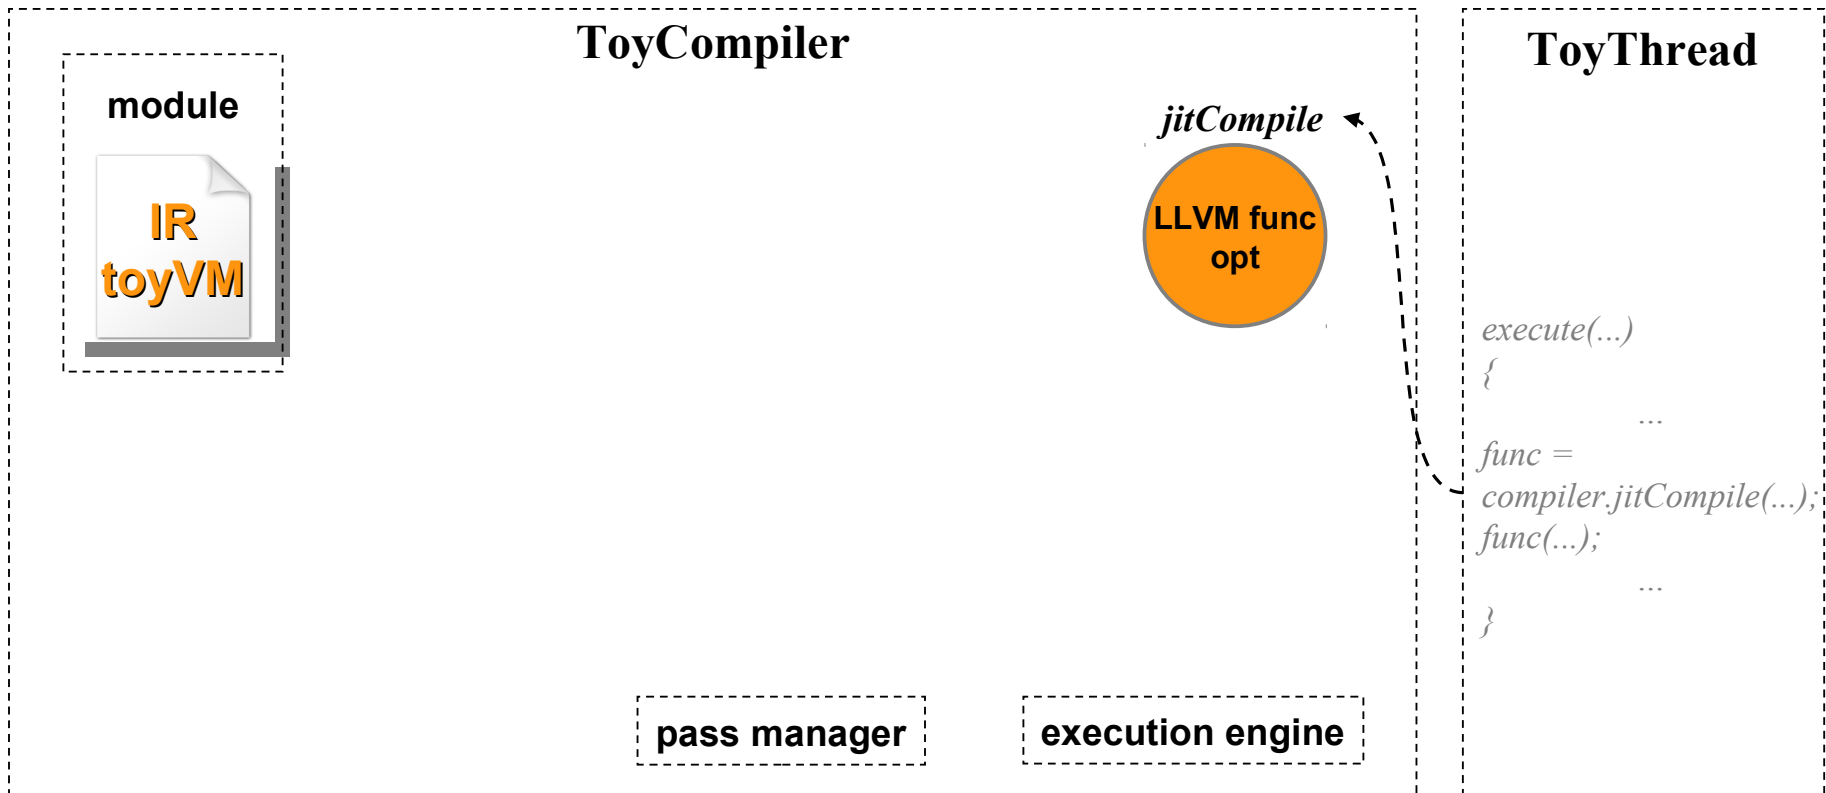 ToyCompiler
ToyThread
module
IR
toyVM
jitCompile
LLVM func
opt
execute(...)
{
...
func =
compiler.jitCompile(...);
func(...);
...
}
pass manager
execution engine